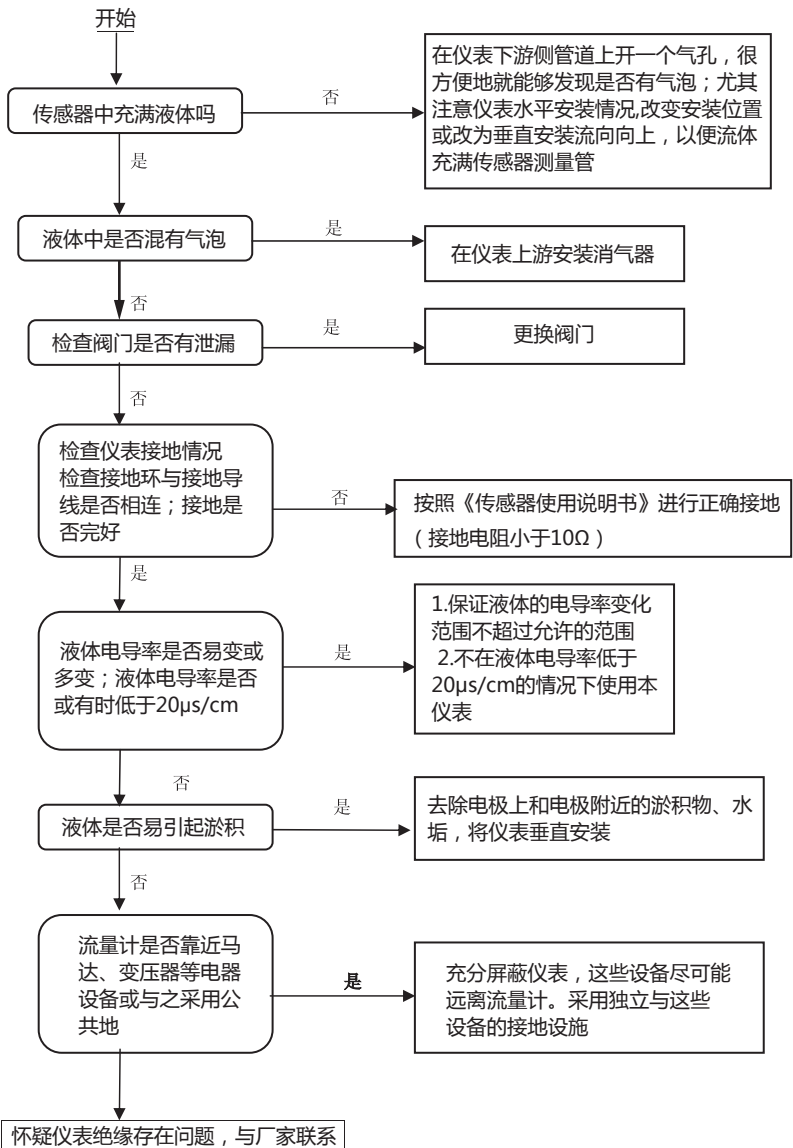 开始
传感器中充满液体吗
否
在仪表下游侧管道上开一个气孔，很
方便地就能够发现是否有气泡；尤其
注意仪表水平安装情况,改变安装位置
或改为垂直安装流向向上，以便流体
充满传感器测量管
是
液体中是否混有气泡
是
在仪表上游安装消气器
否
检查阀门是否有泄漏
是
更换阀门
否
检查仪表接地情况
检查接地环与接地导
线是否相连；接地是
否完好
否
按照《传感器使用说明书》进行正确接地
（接地电阻小于10Ω）
是
液体电导率是否易变或
多变；液体电导率是否
或有时低于20μs/cm
是
1.保证液体的电导率变化
范围不超过允许的范围
2.不在液体电导率低于
20μs/cm的情况下使用本
仪表
否
液体是否易引起淤积
是
去除电极上和电极附近的淤积物、水
垢，将仪表垂直安装
否
流量计是否靠近马
达、变压器等电器
设备或与之采用公
共地
是
充分屏蔽仪表，这些设备尽可能
远离流量计。采用独立与这些
设备的接地设施
怀疑仪表绝缘存在问题，与厂家联系